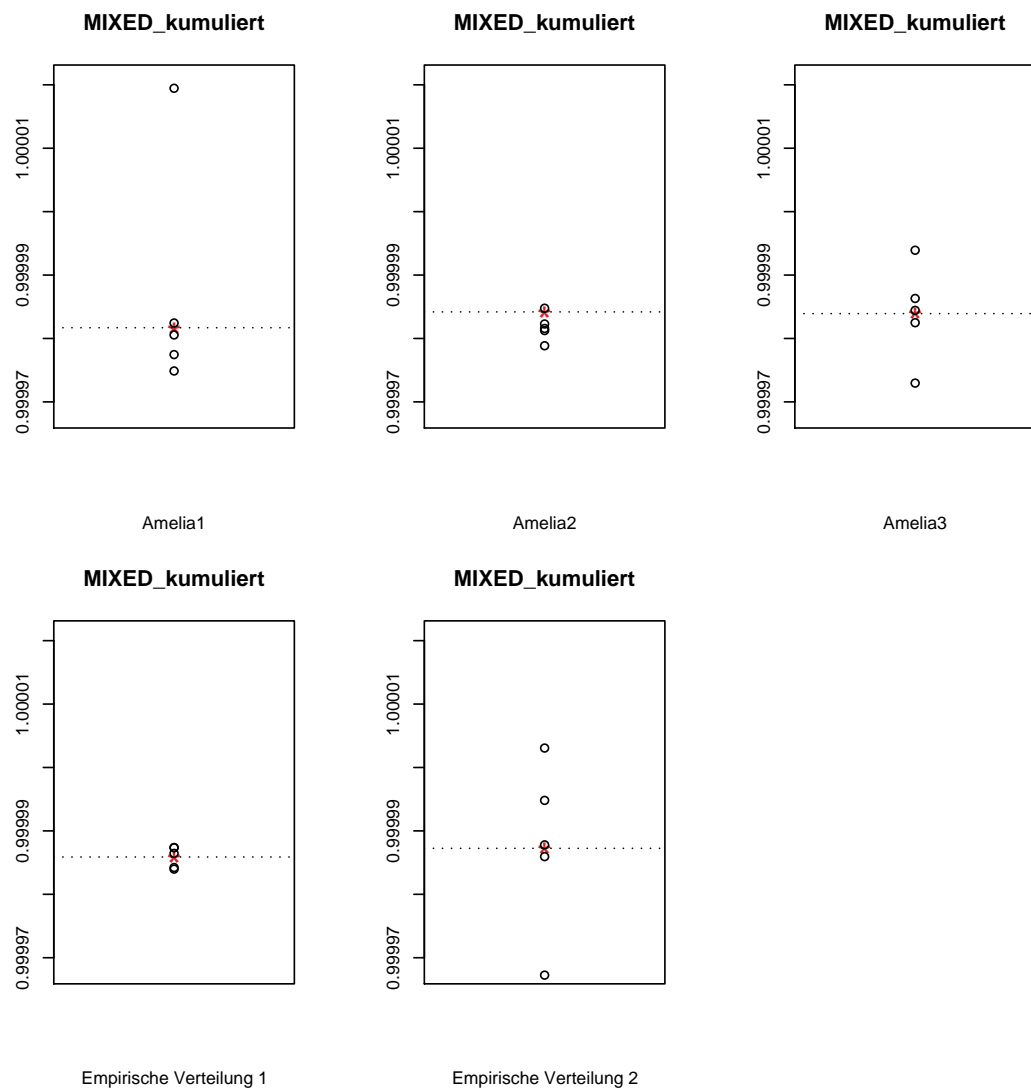 MIXED_kumuliert
1.00001
0.99999
0.99997
Amelia1
MIXED_kumuliert
1.00001
0.99999
0.99997
Amelia2
MIXED_kumuliert
1.00001
0.99999
0.99997
Amelia3
MIXED_kumuliert
1.00001
0.99999
0.99997
Empirische Verteilung 1
MIXED_kumuliert
1.00001
0.99999
0.99997
Empirische Verteilung 2